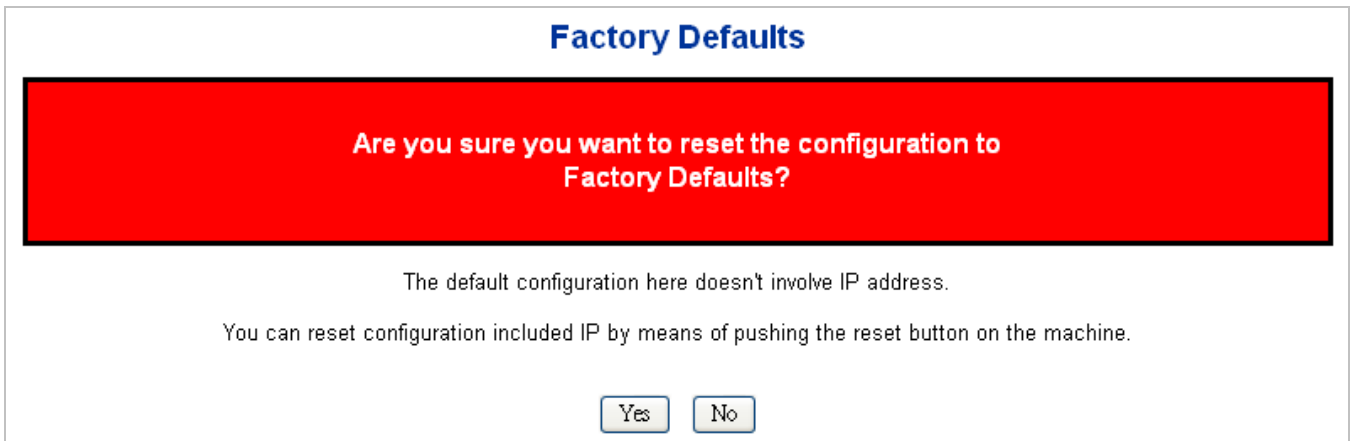 Factory Defaults
Are you sure you want to reset the configuration to
Factory Defaults?
The default configuration here doesn't involve IP address.
You can reset configuration included IP by means of pushing the reset button on the machine.
Yes No